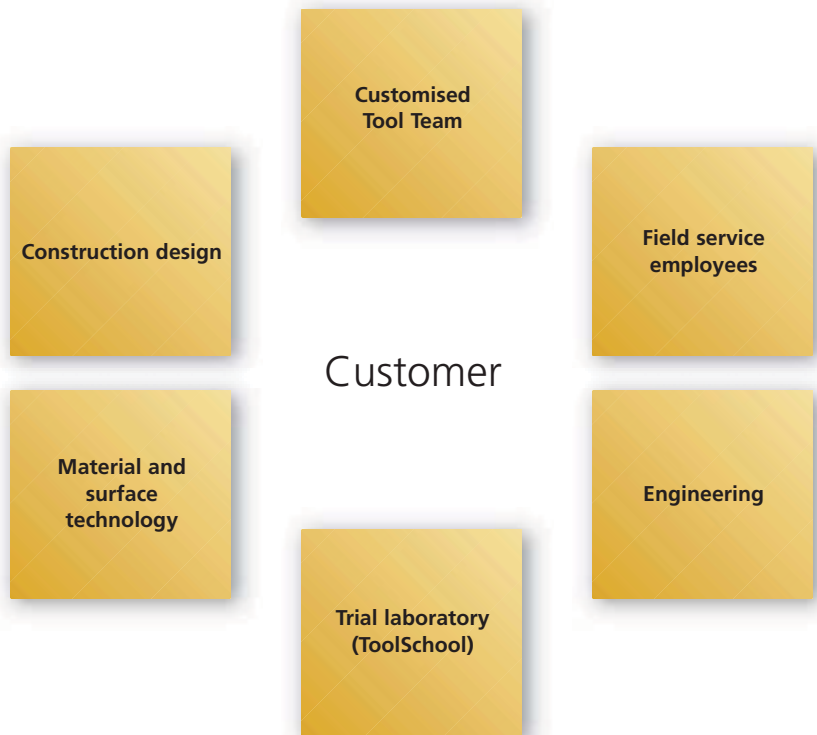 Customised
Tool Team
Construction design
Field service
employees
Customer
Material and
surface
technology
Engineering
Trial laboratory
(ToolSchool)